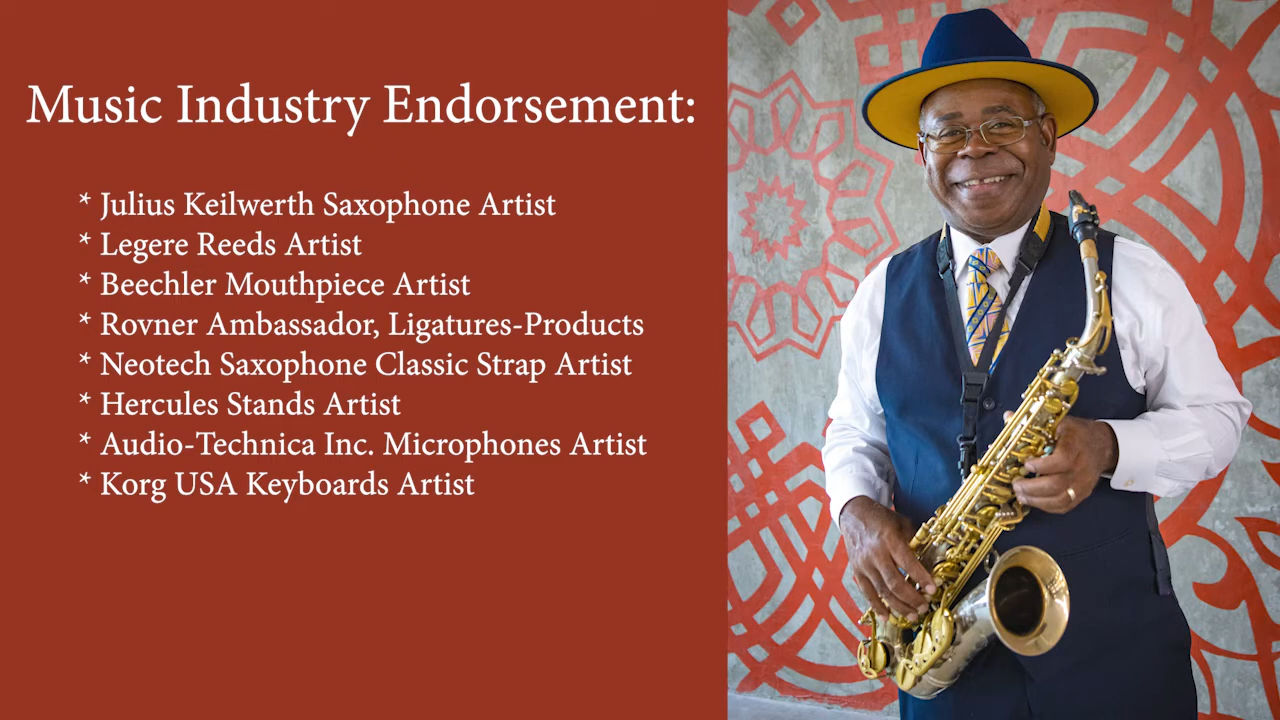 Music Industry Endorsement:
* Julius Keilwerth Saxophone Artist
* Legere Reeds Artist
* Beechler Mouthpiece Artist
* Rovner Ambassador, Ligatures-Products
* Neotech Saxophone Classic Strap Artist
* Hercules Stands Artist
* Audio-Technica Inc. Microphones Artist
* Korg USA Keyboards Artist